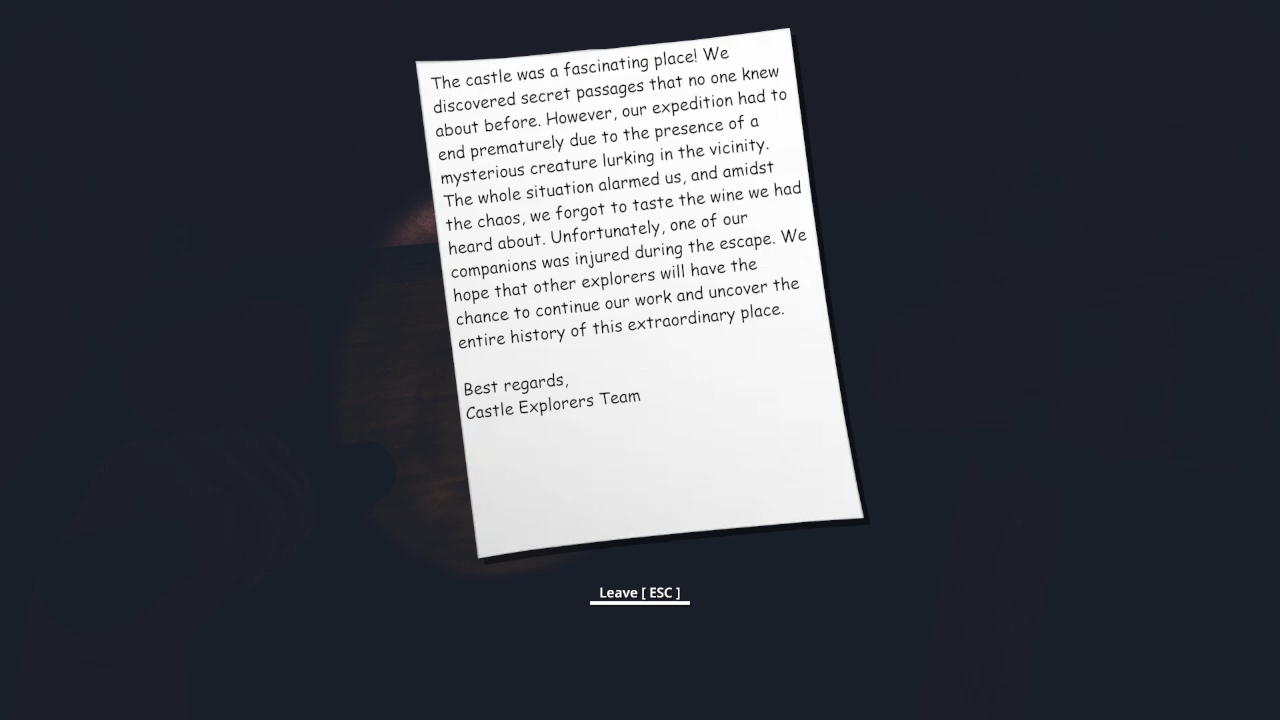 The castle was a fascinating place! We
discovered secret passages that no one knew
about before. However, our expedition had to
end prematurely due to the presence of a
mysterious creature lurking in the vicinity.
The whole situation alarmed us, and amidst
the chaos, we forgot to taste the wine we had
heard about. Unfortunately, one of our
companions was injured during the escape. We
hope that other explorers will have the
chance to continue our work and uncover the
entire history of this extraordinary place.
Best regards,
Castle Explorers Team
Leave [ ESC ]